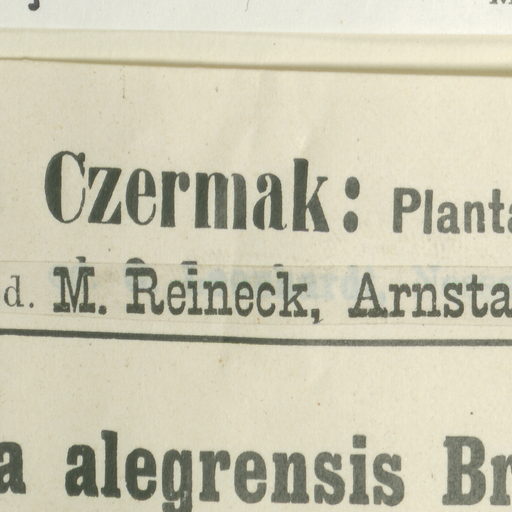 Czermak: Planta
d. M. Reineck, Arnsta
a alegrensis Br